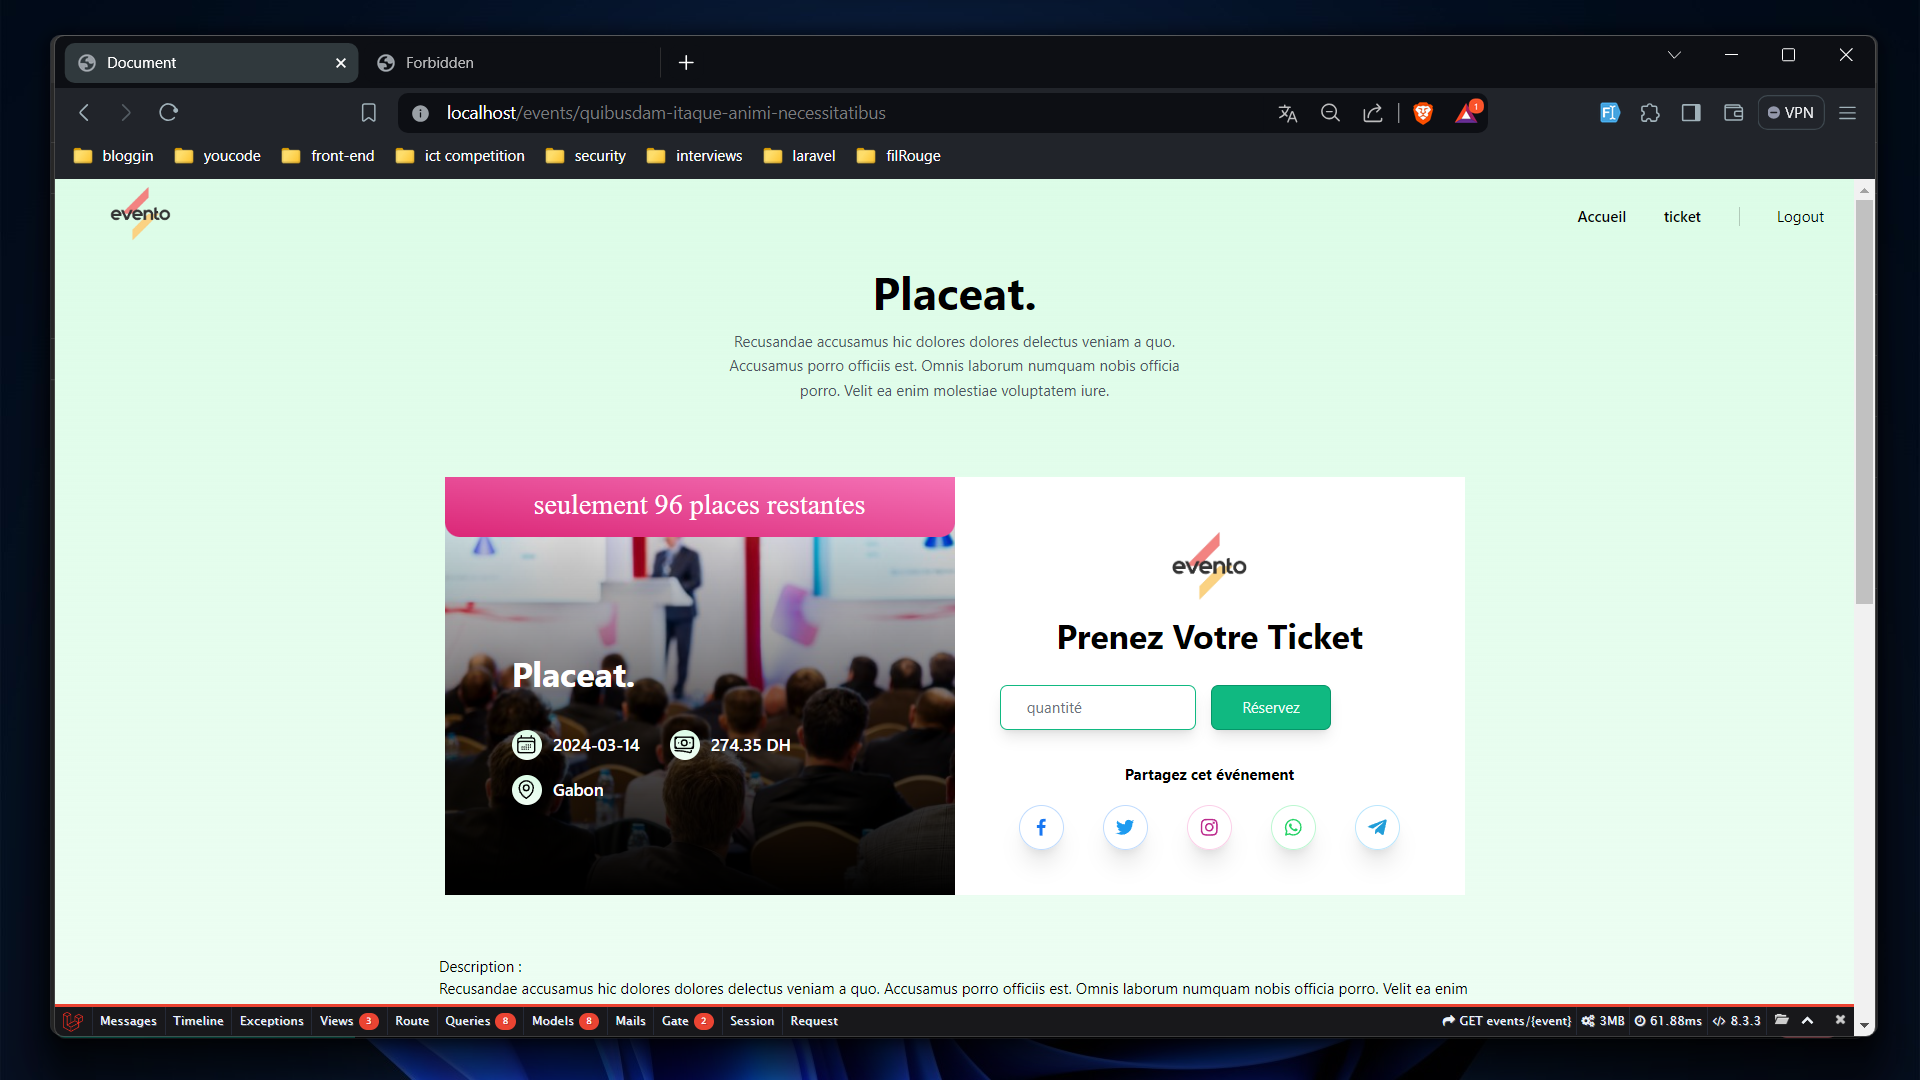 Document
Forbidden
localhost/events/quibusdam-itaque-animi-necessitatibus
1
VPN
bloggin
youcode
front-end
ict competition
security
interviews
laravel
filRouge
evento
Accueil
ticket
Logout
Placeat.
Recusandae accusamus hic dolores dolores delectus veniam a quo.
Accusamus porro officiis est. Omnis laborum numquam nobis officia
porro. Velit ea enim molestiae voluptatem iure.
seulement 96 places restantes
Placeat.
2024-03-14
274.35 DH
Gabon
evento
Prenez Votre Ticket
quantité
Réservez
Partagez cet événement
Description :
Recusandae accusamus hic dolores dolores delectus veniam a quo. Accusamus porro officiis est. Omnis laborum numquam nobis officia porro. Velit ea enim
Messages
Timeline
Exceptions
Views 3
Route
Queries 8
Models 8
Mails
Gate 2
Session
Request
GET events/{event}
3MB
61.88ms
8.3.3